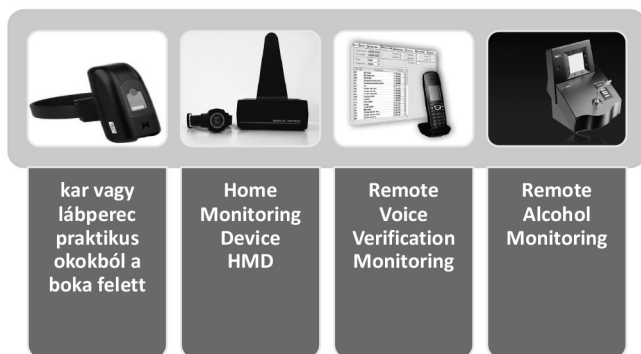 kar vagy
lábperec
praktikus
okokból a
boka felett
Home
Monitoring
Device
HMD
Remote
Voice
Verification
Monitoring
Remote
Alcohol
Monitoring